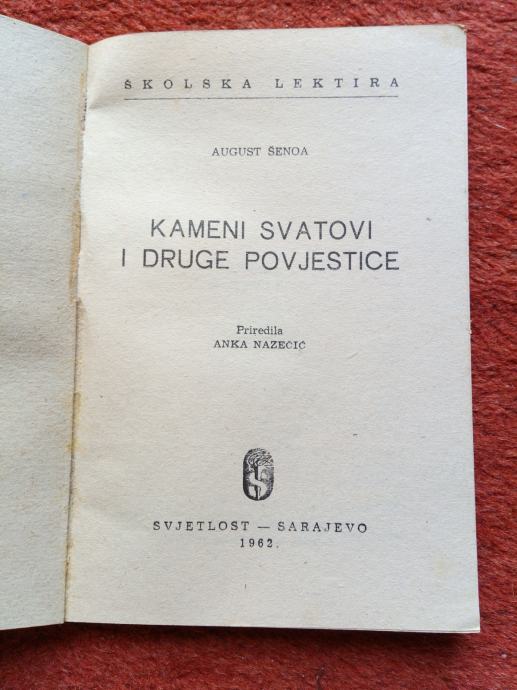 ŠKOLSKA LEKTIRA
AUGUST ŠENOA
KAMENI SVATOVI
I DRUGE POVJESTICE
Priredila
ANKA NAZEČIĆ
SVJETLOST — SARAJEVO
1962.